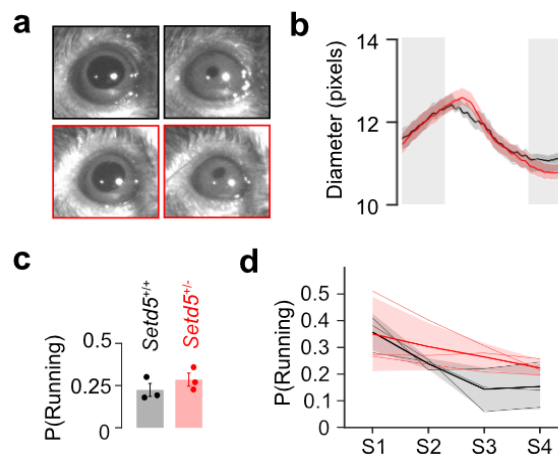 a
b
Diameter (pixels)
14
12
10
c
Setd5+/+
Setd5+/-
P(Running)
0.5
0.25
0
d
P(Running)
0.5
0.4
0.3
0.2
0.1
0
S1 S2 S3 S4